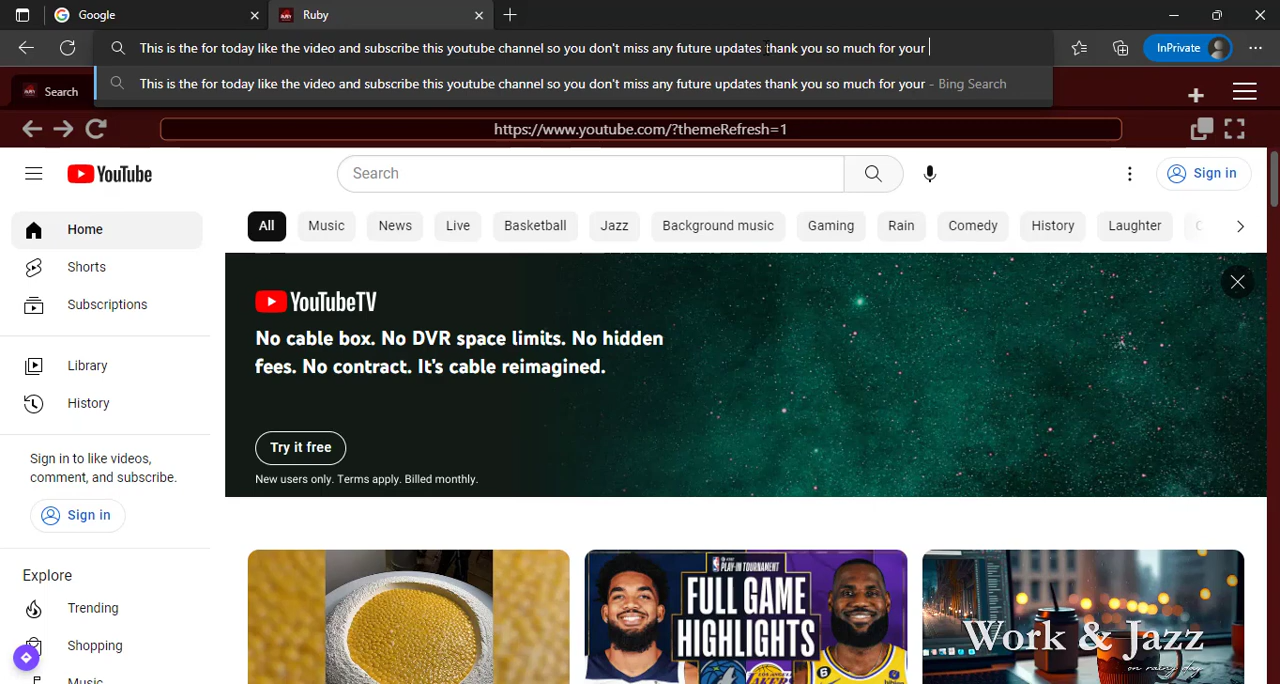 Google
Ruby
This is the for today like the video and subscribe this youtube channel so you don't miss any future updates thank you so much for your
InPrivate
This is the for today like the video and subscribe this youtube channel so you don't miss any future updates thank you so much for your - Bing Search
Search
https://www.youtube.com/?themeRefresh=1
YouTube
Search
Sign in
Home
Shorts
Subscriptions
Library
History
Sign in to like videos,
comment, and subscribe.
Sign in
Explore
Trending
Shopping
Music
All
Music
News
Live
Basketball
Jazz
Background music
Gaming
Rain
Comedy
History
Laughter
YouTubeTV
No cable box. No DVR space limits. No hidden
fees. No contract. It's cable reimagined.
Try it free
New users only. Terms apply. Billed monthly.
PLAY-IN TOURNAMENT
FULL GAME
HIGHLIGHTS
Work & Jazz
on rainy day